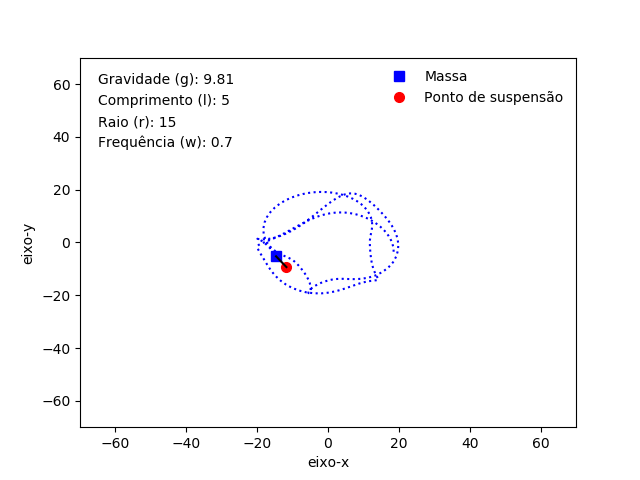 Gravidade (g): 9.81
Comprimento (l): 5
Raio (r): 15
Frequência (w): 0.7
Massa
Ponto de suspensão
60
40
20
0
−20
−40
−60
eixo-y
−60
−40
−20
0
20
40
60
eixo-x